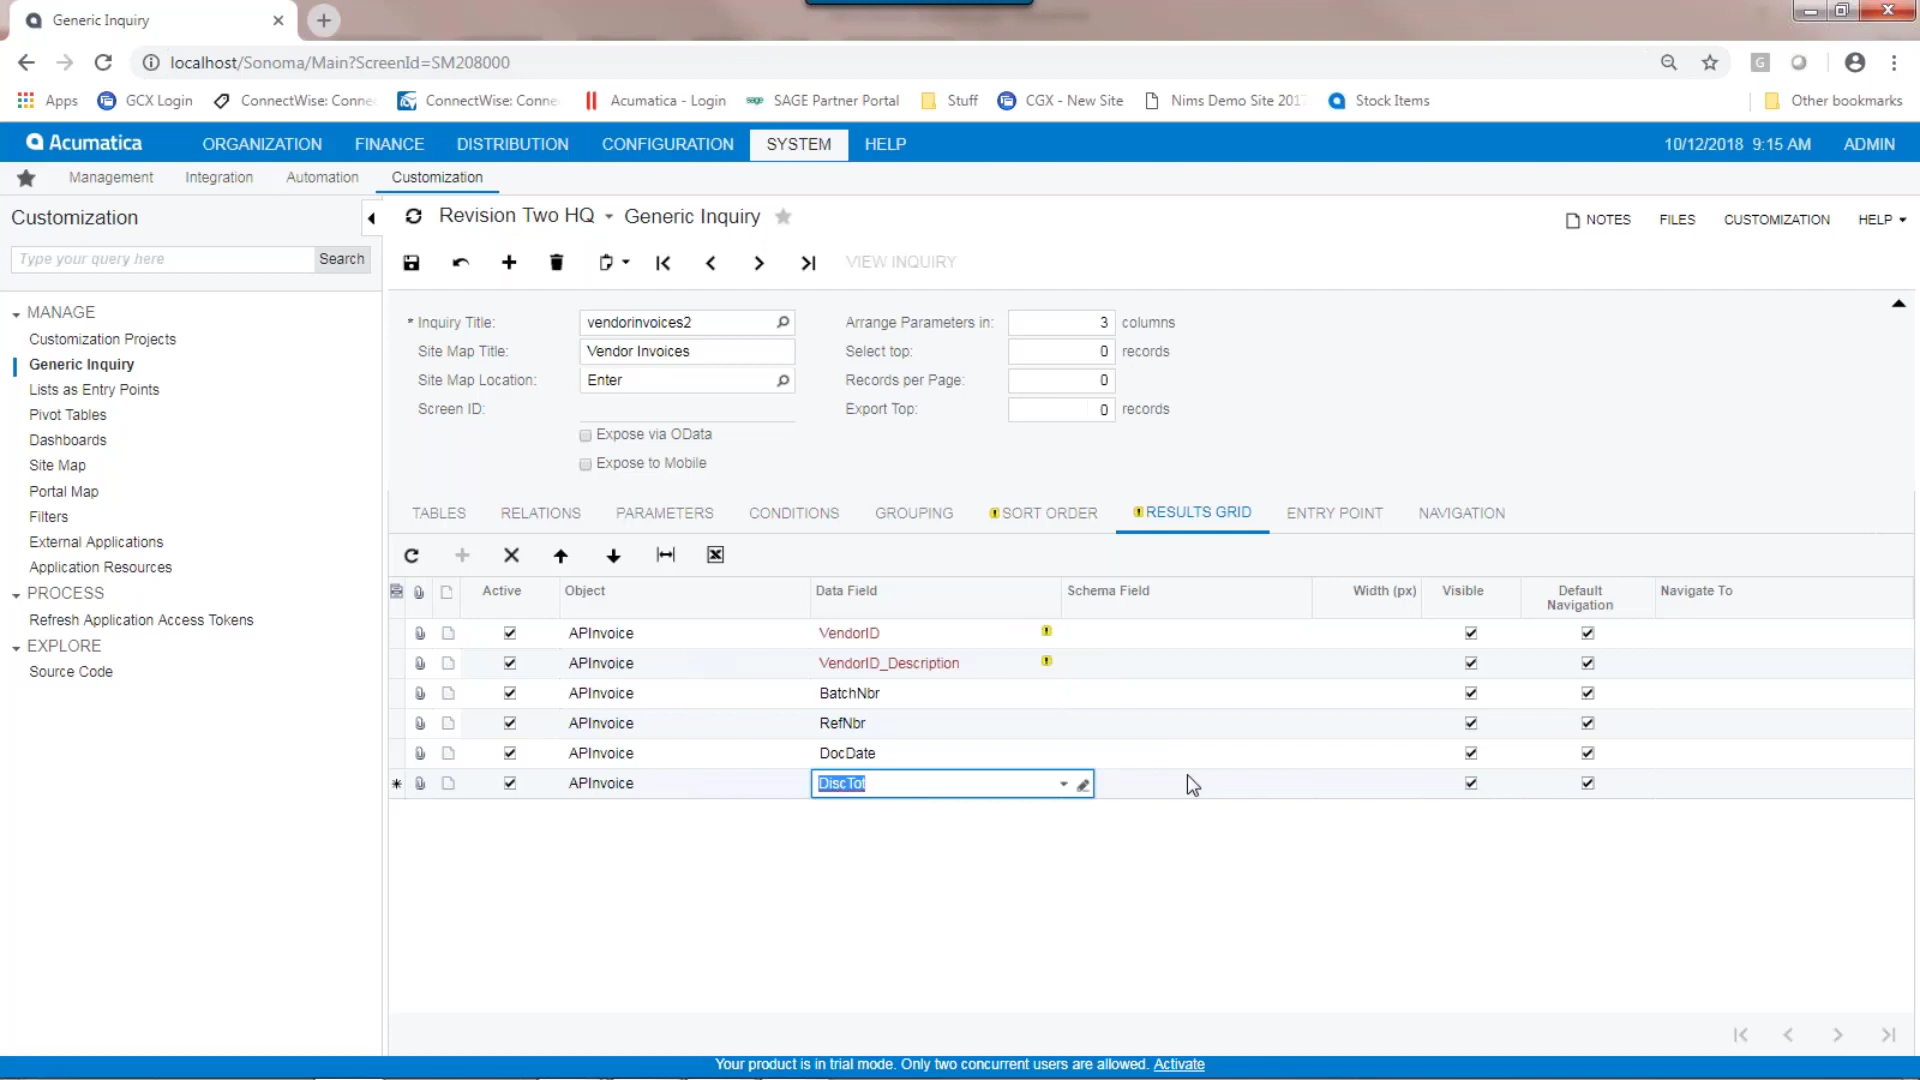 Generic Inquiry
localhost/Sonoma/Main?ScreenId=SM208000
Apps GCX Login ConnectWise: Conne ConnectWise: Conne Acumatica - Login SAGE Partner Portal Stuff CGX - New Site Nims Demo Site 2017 Stock Items Other bookmarks
Acumatica ORGANIZATION FINANCE DISTRIBUTION CONFIGURATION SYSTEM HELP 10/12/2018 9:15 AM ADMIN
Management Integration Automation Customization
Customization
Revision Two HQ Generic Inquiry
NOTES FILES CUSTOMIZATION HELP
Type your query here Search
VIEW INQUIRY
MANAGE
Customization Projects
Generic Inquiry
Lists as Entry Points
Pivot Tables
Dashboards
Site Map
Portal Map
Filters
External Applications
Application Resources
PROCESS
Refresh Application Access Tokens
EXPLORE
Source Code
* Inquiry Title: vendorinvoices2 Arrange Parameters in: 3 columns
Site Map Title: Vendor Invoices Select top: 0 records
Site Map Location: Enter Records per Page: 0
Screen ID: Export Top: 0 records
Expose via OData
Expose to Mobile
TABLES RELATIONS PARAMETERS CONDITIONS GROUPING SORT ORDER RESULTS GRID ENTRY POINT NAVIGATION
Active Object Data Field Schema Field Width (px) Visible Default Navigation Navigate To
APInvoice VendorID
APInvoice VendorID_Description
APInvoice BatchNbr
APInvoice RefNbr
APInvoice DocDate
APInvoice DiscTot
Your product is in trial mode. Only two concurrent users are allowed. Activate